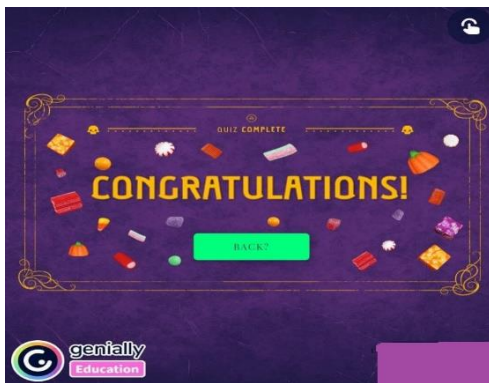 QUIZ COMPLETE
CONGRATULATIONS!
BACK?
genially
Education